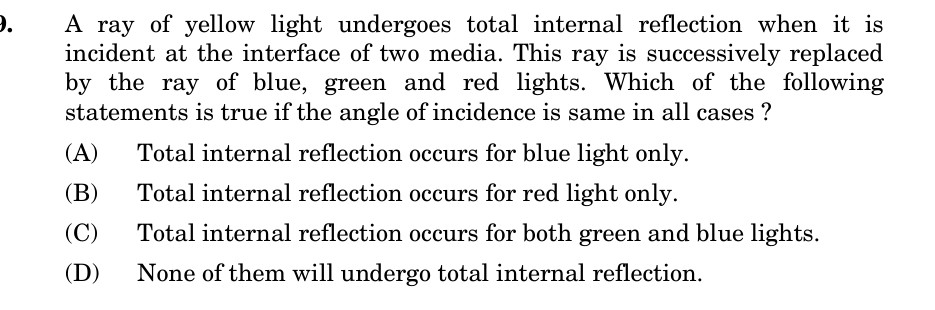 9. A ray of yellow light undergoes total internal reflection when it is
incident at the interface of two media. This ray is successively replaced
by the ray of blue, green and red lights. Which of the following
statements is true if the angle of incidence is same in all cases ?
(A) Total internal reflection occurs for blue light only.
(B) Total internal reflection occurs for red light only.
(C) Total internal reflection occurs for both green and blue lights.
(D) None of them will undergo total internal reflection.